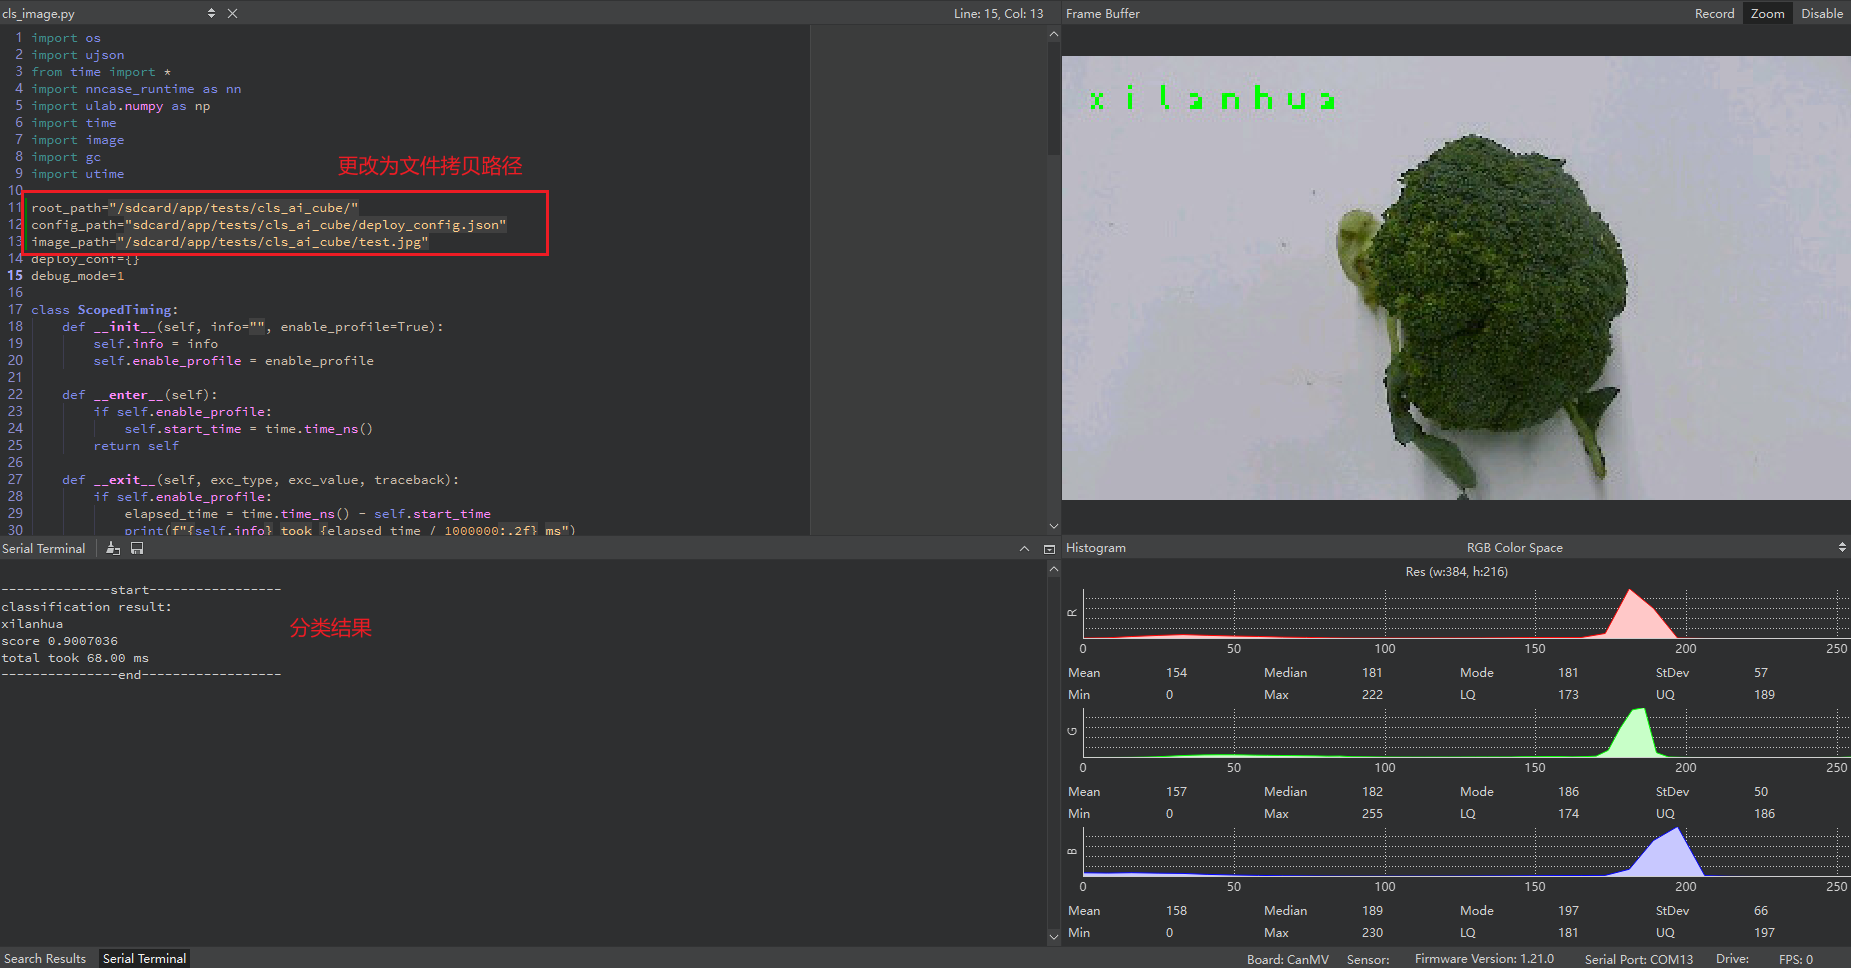 cls_image.py
Line: 15, Col: 13
1 import os
2 import ujson
3 from time import *
4 import nncase_runtime as nn
5 import ulab.numpy as np
6 import time
7 import image
8 import gc
9 import utime
10
更改为文件拷贝路径
11 root_path="/sdcard/app/tests/cls_ai_cube/"
12 config_path="sdcard/app/tests/cls_ai_cube/deploy_config.json"
13 image_path="/sdcard/app/tests/cls_ai_cube/test.jpg"
14 deploy_conf={}
15 debug_mode=1
16
17 class ScopedTiming:
18 def __init__(self, info="", enable_profile=True):
19 self.info = info
20 self.enable_profile = enable_profile
21
22 def __enter__(self):
23 if self.enable_profile:
24 self.start_time = time.time_ns()
25 return self
26
27 def __exit__(self, exc_type, exc_value, traceback):
28 if self.enable_profile:
29 elapsed_time = time.time_ns() - self.start_time
30 print(f"{self.info} took {elapsed_time / 1000000:.2f} ms")
Serial Terminal
--------------start-----------------
classification result:
xilanhua
score 0.9007036
total took 68.00 ms
---------------end------------------
分类结果
Frame Buffer
Record Zoom Disable
xilanhua
Histogram
RGB Color Space
Res (w:384, h:216)
R
0 50 100 150 200 250
Mean 154 Median 181 Mode 181 StDev 57
Min 0 Max 222 LQ 173 UQ 189
G
0 50 100 150 200 250
Mean 157 Median 182 Mode 186 StDev 50
Min 0 Max 255 LQ 174 UQ 186
B
0 50 100 150 200 250
Mean 158 Median 189 Mode 197 StDev 66
Min 0 Max 230 LQ 181 UQ 197
Search Results Serial Terminal
Board: CanMV Sensor: Firmware Version: 1.21.0 Serial Port: COM13 Drive: FPS: 0